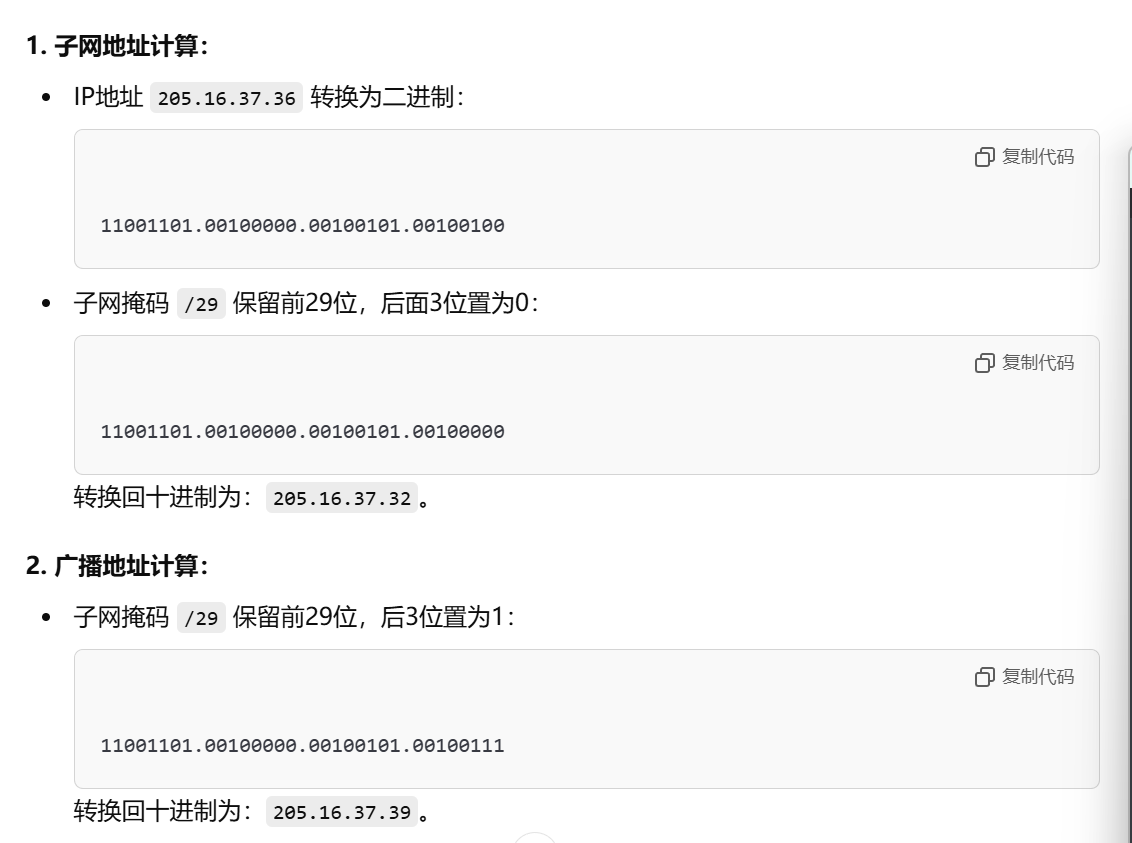 1. 子网地址计算：
• IP地址 205.16.37.36 转换为二进制：
复制代码
11001101.00100000.00100101.00100100
• 子网掩码 /29 保留前29位，后面3位置为0：
复制代码
11001101.00100000.00100101.00100000
转换回十进制为： 205.16.37.32。
2. 广播地址计算：
• 子网掩码 /29 保留前29位，后3位置为1：
复制代码
11001101.00100000.00100101.00100111
转换回十进制为： 205.16.37.39。